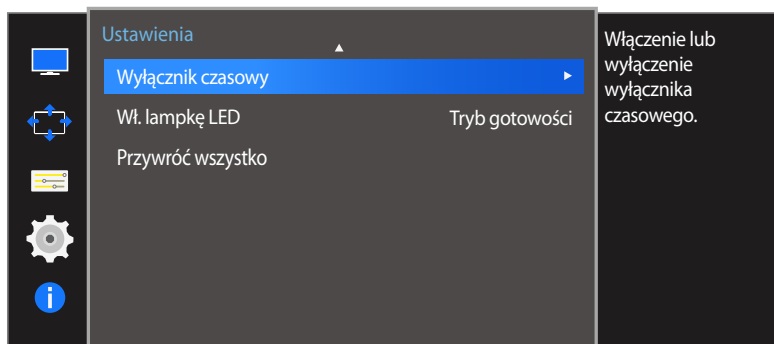 Ustawienia
Wyłącznik czasowy
Wł. lampkę LED Tryb gotowości
Przywróć wszystko
Włączenie lub
wyłączenie
wyłącznika
czasowego.